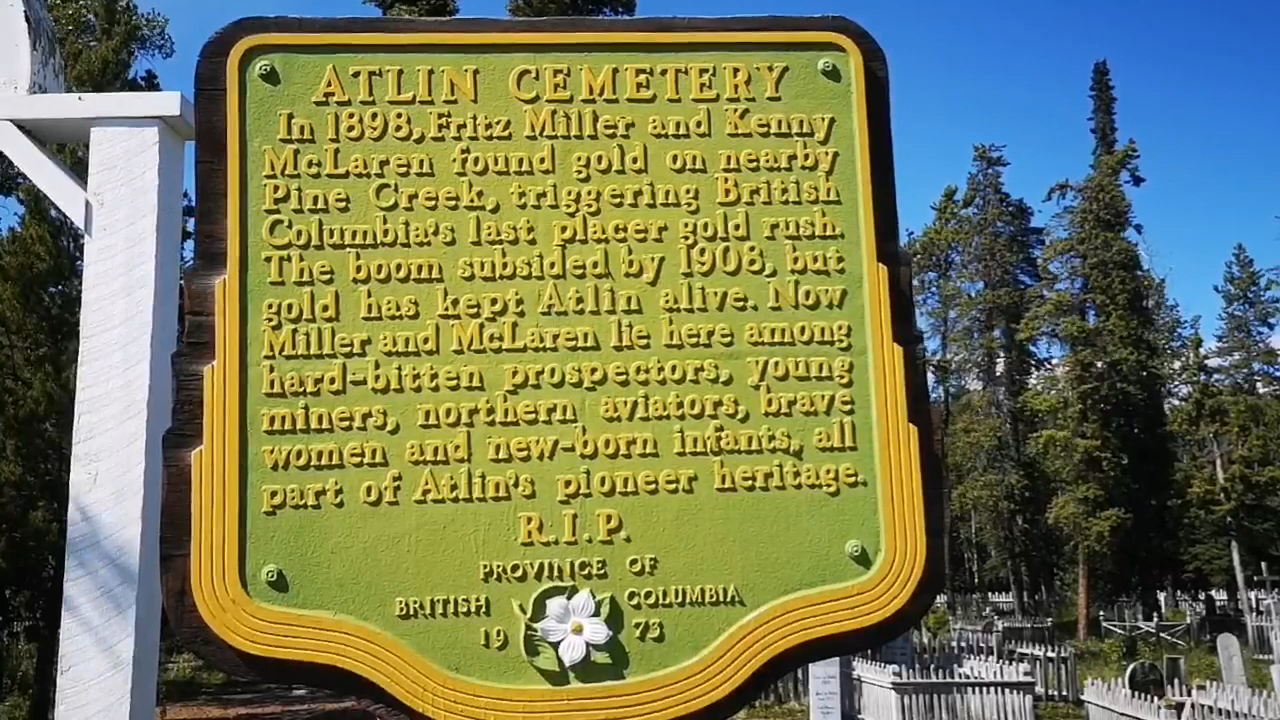 ATLIN CEMETERY
In 1898, Fritz Miller and Kenny
McLaren found gold on nearby
Pine Creek, triggering British
Columbia's last placer gold rush.
The boom subsided by 1908, but
gold has kept Atlin alive. Now
Miller and McLaren lie here among
hard-bitten prospectors, young
miners, northern aviators, brave
women and new-born infants, all
part of Atlin's pioneer heritage.
R.I.P.
PROVINCE OF
BRITISH COLUMBIA
19 73